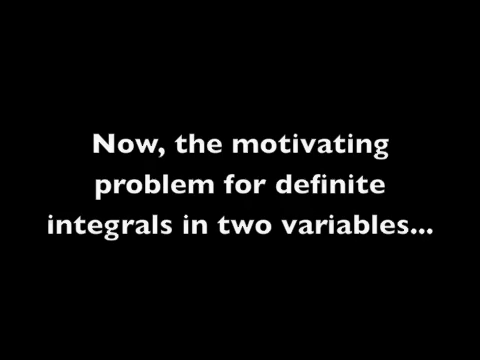 Now, the motivating
problem for definite
integrals in two variables...